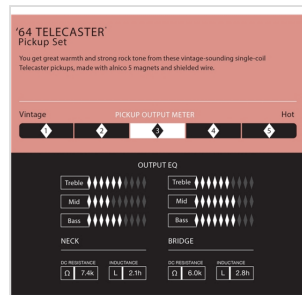 '64 TELECASTER®
Pickup Set
You get great warmth and strong rock tone from these vintage-sounding single-coil
Telecaster pickups, made with alnico 5 magnets and shielded wire.
Vintage PICKUP OUTPUT METER Hot
1 2 3 4 5
OUTPUT EQ
Treble Treble
Mid Mid
Bass Bass
NECK BRIDGE
DC RESISTANCE INDUCTANCE DC RESISTANCE INDUCTANCE
Ω 7.4k L 2.1h Ω 6.0k L 2.8h